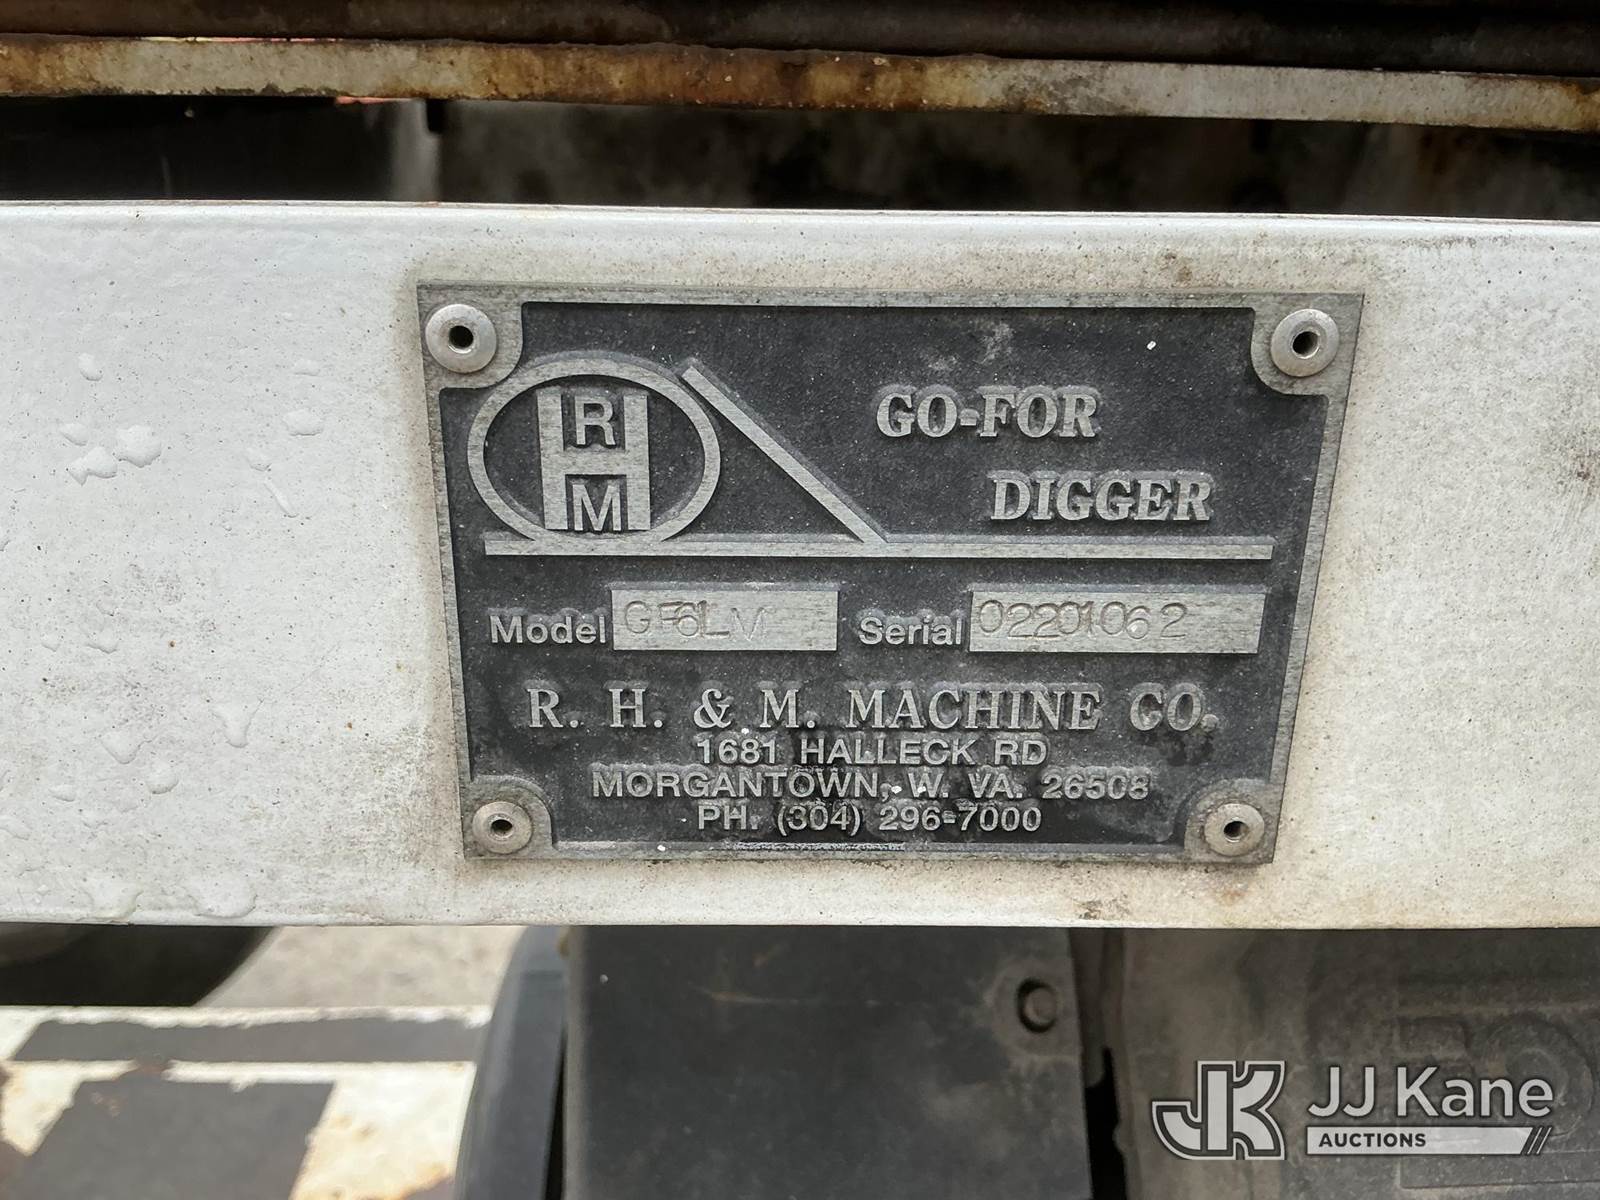 R
H
M
GO-FOR
DIGGER
Model GF6LM Serial 02201062
R. H. & M. MACHINE CO.
1681 HALLECK RD
MORGANTOWN, W. VA. 26508
PH. (304) 296-7000
JK JJ Kane
AUCTIONS